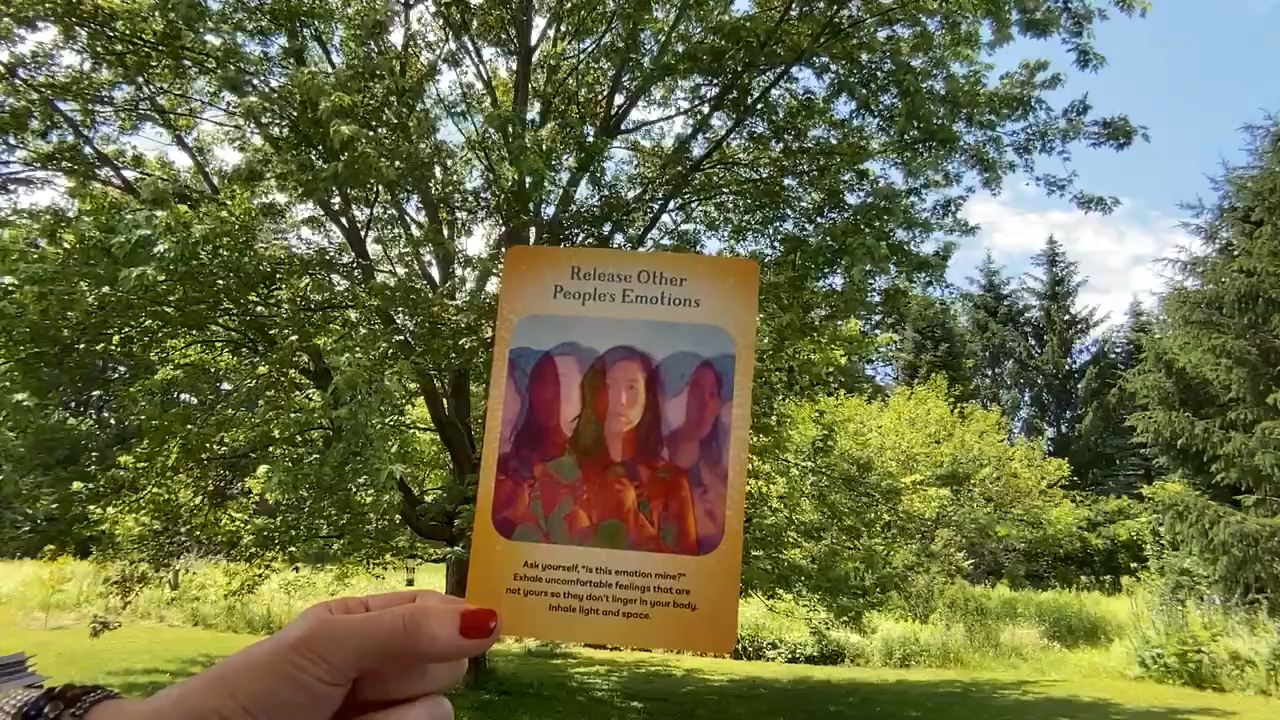 Release Other
People's Emotions
Ask yourself, "Is this emotion mine?"
Exhale uncomfortable feelings that are
not yours so they don't linger in your body.
Inhale light and space.